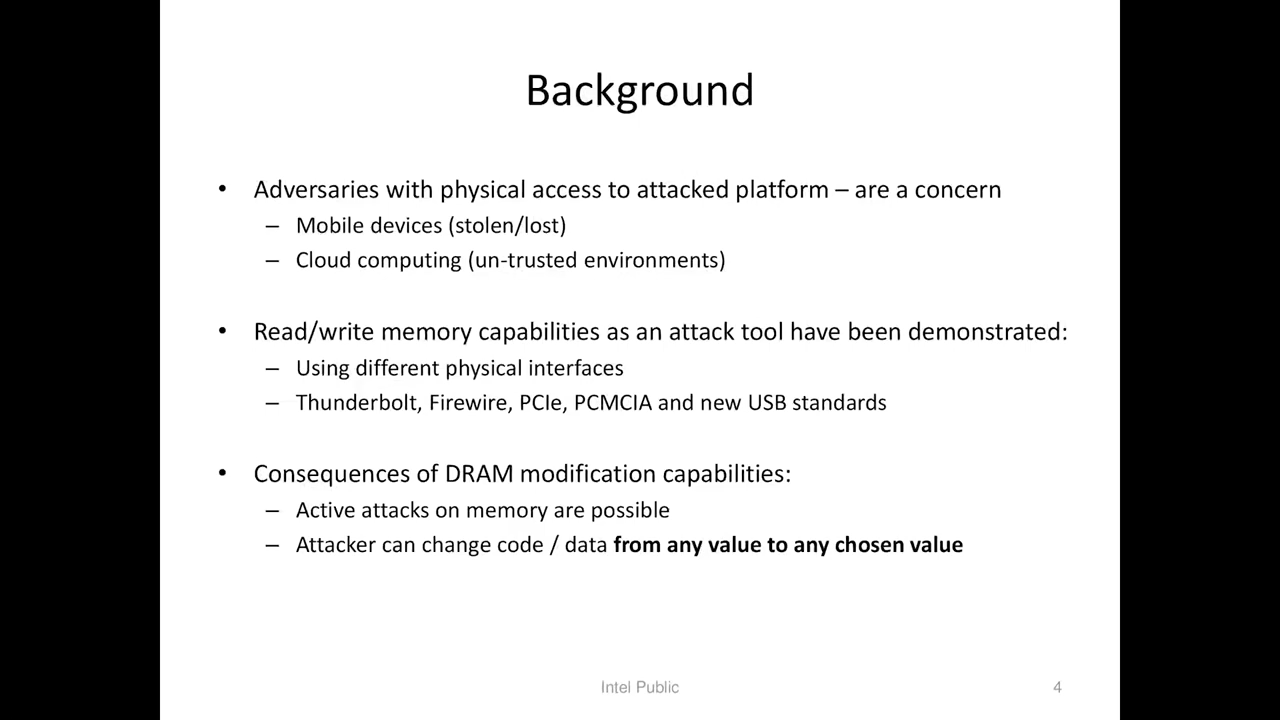 Background
• Adversaries with physical access to attacked platform – are a concern
– Mobile devices (stolen/lost)
– Cloud computing (un-trusted environments)
• Read/write memory capabilities as an attack tool have been demonstrated:
– Using different physical interfaces
– Thunderbolt, Firewire, PCIe, PCMCIA and new USB standards
• Consequences of DRAM modification capabilities:
– Active attacks on memory are possible
– Attacker can change code / data from any value to any chosen value
Intel Public
4